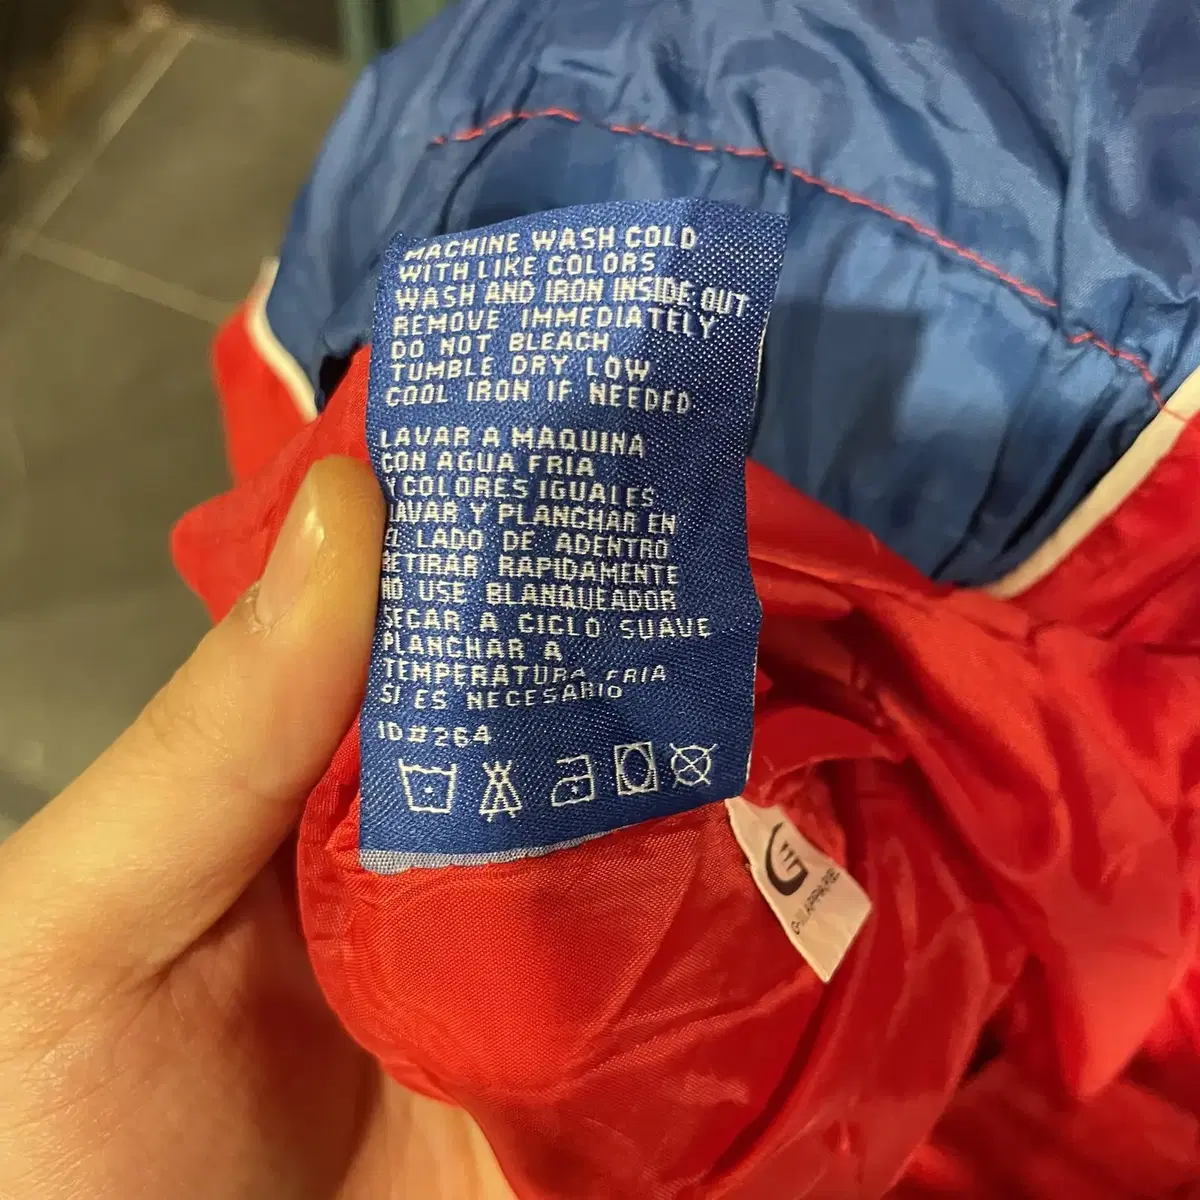 MACHINE WASH COLD
WITH LIKE COLORS
WASH AND IRON INSIDE OUT
REMOVE IMMEDIATELY
DO NOT BLEACH
TUMBLE DRY LOW
COOL IRON IF NEEDED
LAVAR A MAQUINA
CON AGUA FRIA
Y COLORES IGUALES
LAVAR Y PLANCHAR EN
EL LADO DE ADENTRO
RETIRAR RAPIDAMENTE
NO USE BLANQUEADOR
SECAR A CICLO SUAVE
PLANCHAR A
TEMPERATURA FRIA
SI ES NECESARIO
ID#264
G-III APPAREL